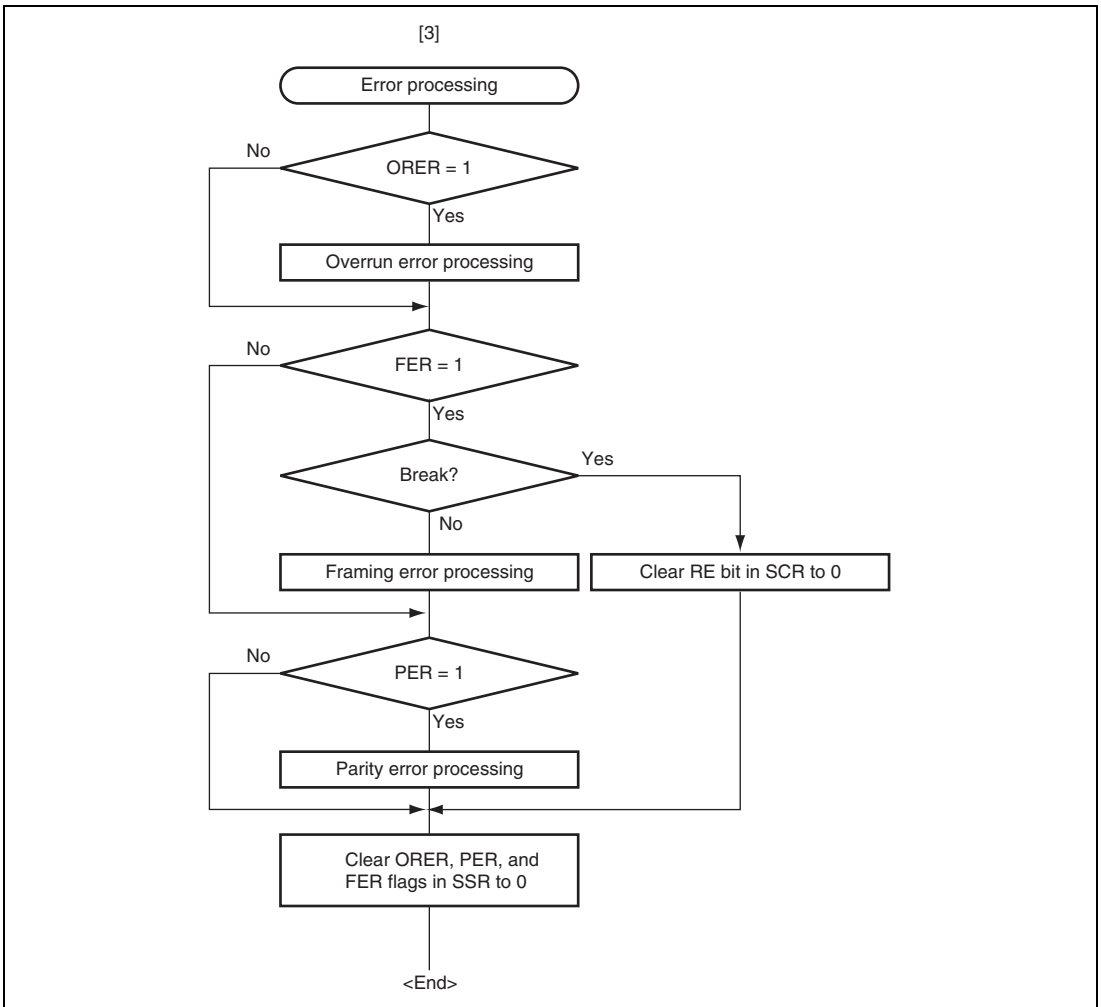 [3]
Error processing
No
ORER = 1
Yes
Overrun error processing
No
FER = 1
Yes
Break?
Yes
No
Framing error processing
Clear RE bit in SCR to 0
No
PER = 1
Yes
Parity error processing
Clear ORER, PER, and
FER flags in SSR to 0
<End>